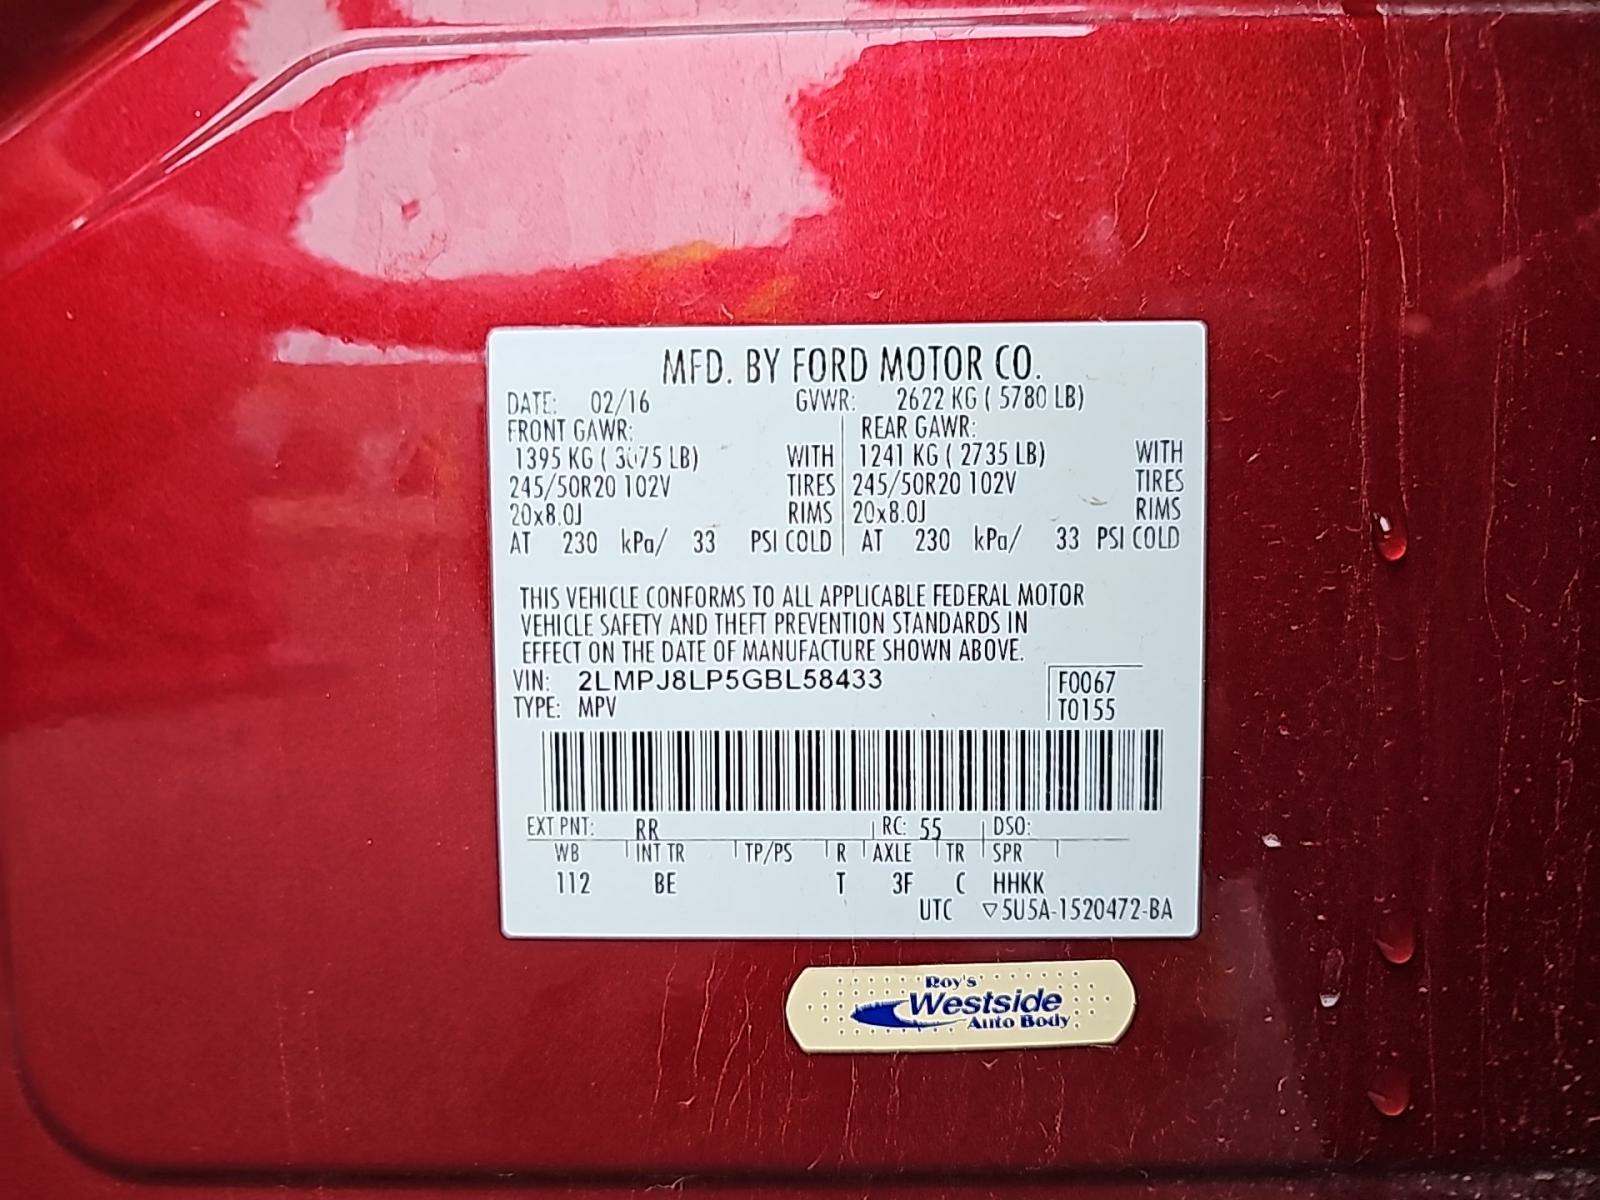 MFD. BY FORD MOTOR CO.
DATE: 02/16 GVWR: 2622 KG ( 5780 LB)
FRONT GAWR: REAR GAWR:
1395 KG ( 3075 LB) WITH 1241 KG ( 2735 LB) WITH
245/50R20 102V TIRES 245/50R20 102V TIRES
20x8.0J RIMS 20x8.0J RIMS
AT 230 kPa/ 33 PSI COLD AT 230 kPa/ 33 PSI COLD
THIS VEHICLE CONFORMS TO ALL APPLICABLE FEDERAL MOTOR
VEHICLE SAFETY AND THEFT PREVENTION STANDARDS IN
EFFECT ON THE DATE OF MANUFACTURE SHOWN ABOVE.
VIN: 2LMPJ8LP5GBL58433 F0067
TYPE: MPV T0155
EXT PNT: RR RC: 55 DSO:
WB INT TR TP/PS R AXLE TR SPR
112 BE T 3F C HHKK
UTC ▽5U5A-1520472-BA
Roy's
Westside
Auto Body